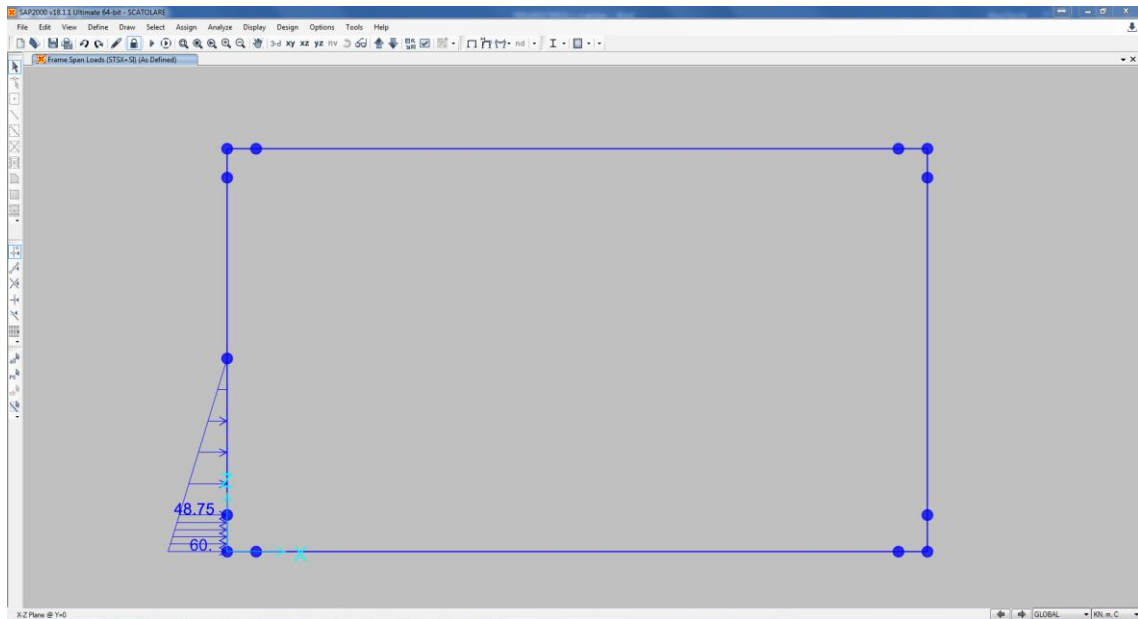 SAP2000 v18.1.1 Ultimate 64-bit - SCATOLARE
File Edit View Define Draw Select Assign Analyze Display Design Options Tools Help
3-d xy xz yz nv nd
Frame Span Loads (STSX+SI) (As Defined)
Z
48.75
60.
X
X-Z Plane @ Y=0
GLOBAL
KN, m, C